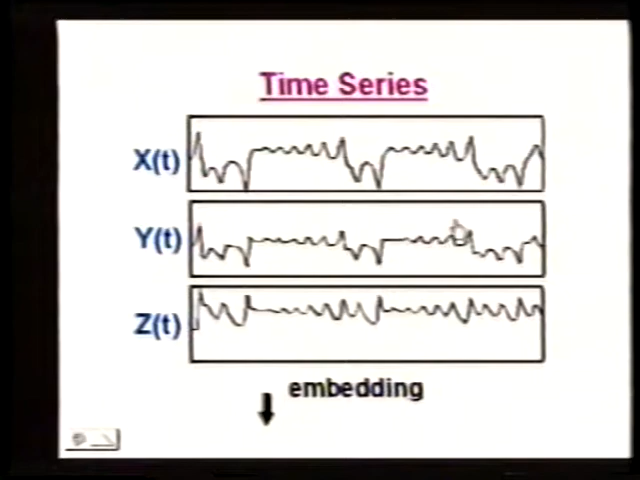 Time Series
X(t)
Y(t)
Z(t)
embedding